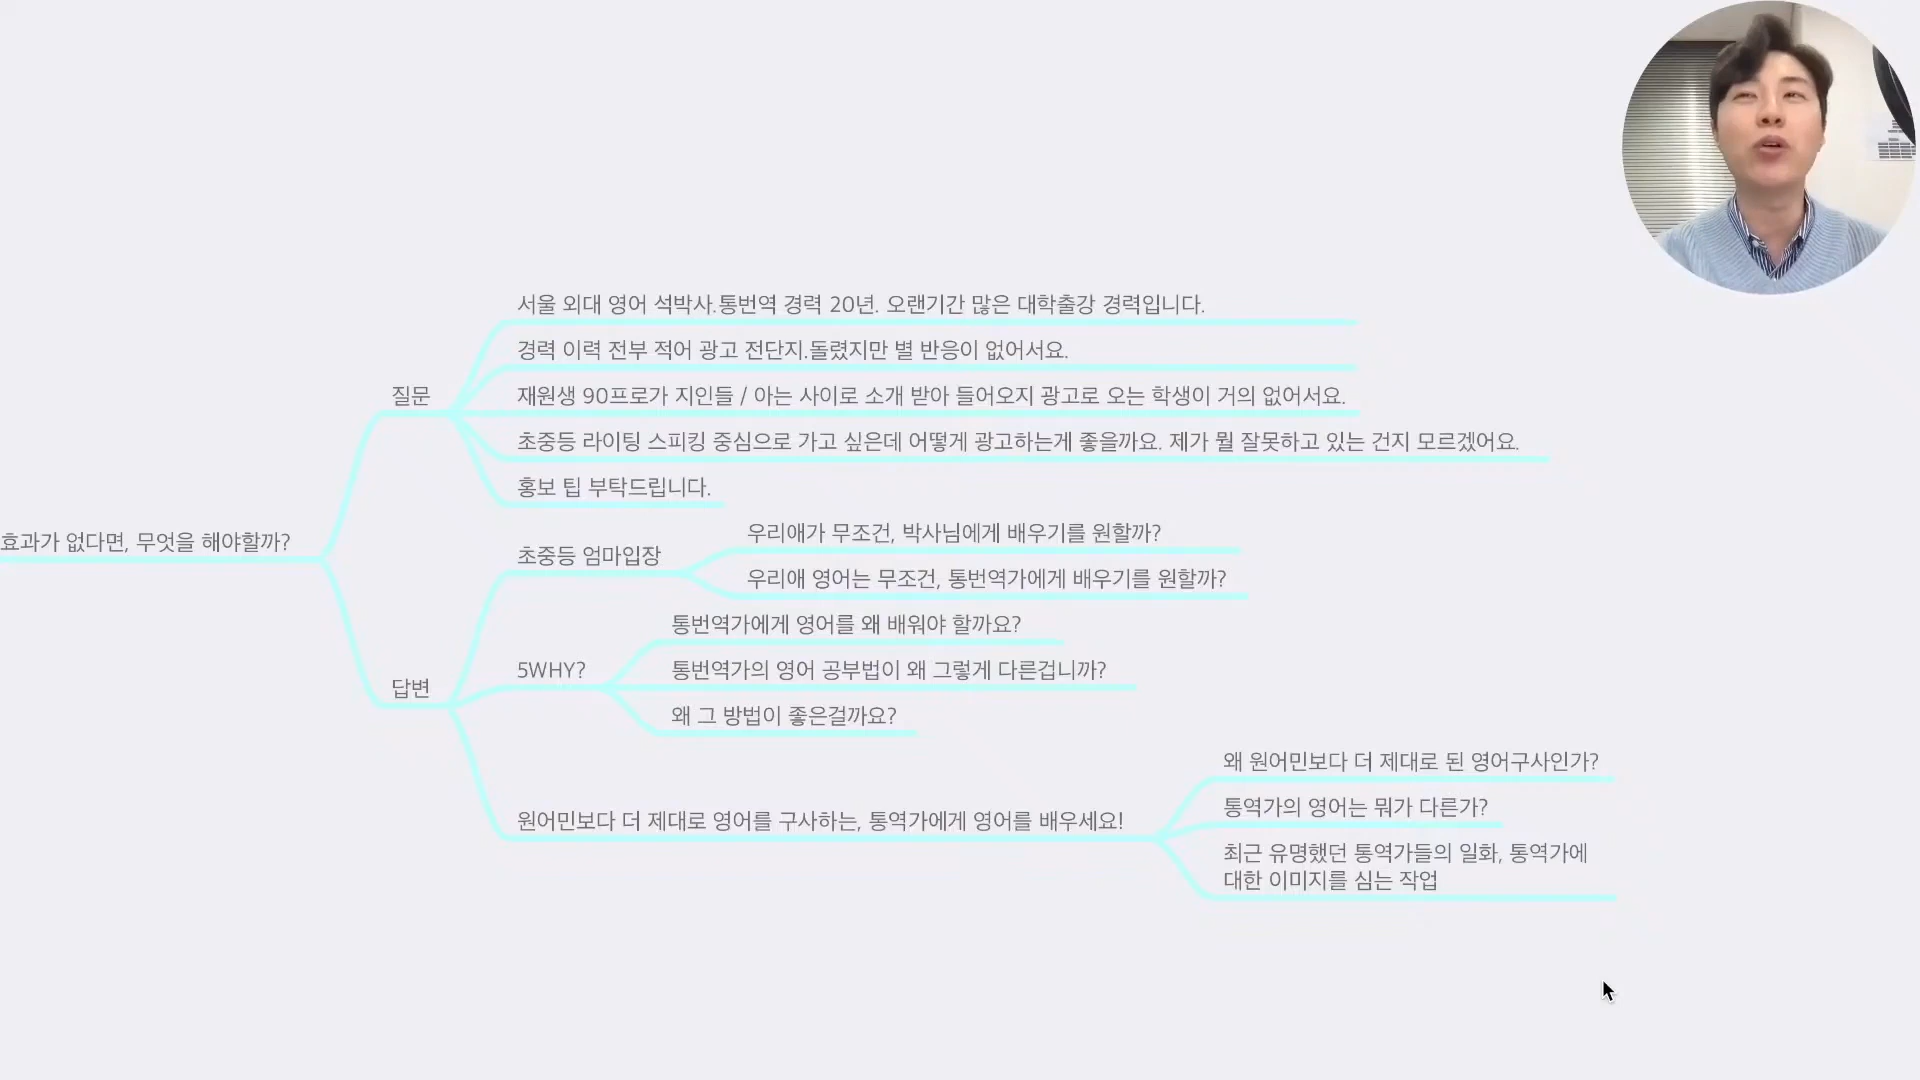 서울 외대 영어 석박사.통번역 경력 20년. 오랜기간 많은 대학출강 경력입니다.
경력 이력 전부 적어 광고 전단지.돌렸지만 별 반응이 없어서요.
질문
재원생 90프로가 지인들 / 아는 사이로 소개 받아 들어오지 광고로 오는 학생이 거의 없어서요.
초중등 라이팅 스피킹 중심으로 가고 싶은데 어떻게 광고하는게 좋을까요. 제가 뭘 잘못하고 있는 건지 모르겠어요.
홍보 팁 부탁드립니다.
효과가 없다면, 무엇을 해야할까?
초중등 엄마입장
우리애가 무조건, 박사님에게 배우기를 원할까?
우리애 영어는 무조건, 통번역가에게 배우기를 원할까?
답변
5WHY?
통번역가에게 영어를 왜 배워야 할까요?
통번역가의 영어 공부법이 왜 그렇게 다른겁니까?
왜 그 방법이 좋은걸까요?
원어민보다 더 제대로 영어를 구사하는, 통역가에게 영어를 배우세요!
왜 원어민보다 더 제대로 된 영어구사인가?
통역가의 영어는 뭐가 다른가?
최근 유명했던 통역가들의 일화, 통역가에
대한 이미지를 심는 작업